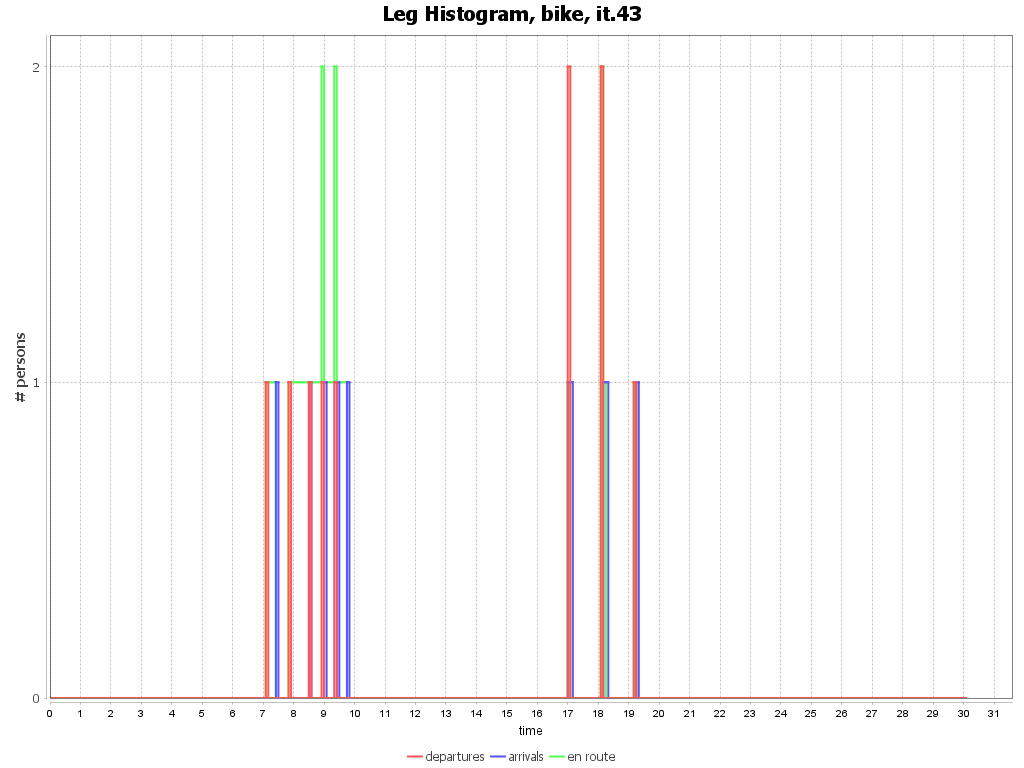 Leg Histogram, bike, it.43
# persons
2
1
0
0 1 2 3 4 5 6 7 8 9 10 11 12 13 14 15 16 17 18 19 20 21 22 23 24 25 26 27 28 29 30 31
time
departures arrivals en route